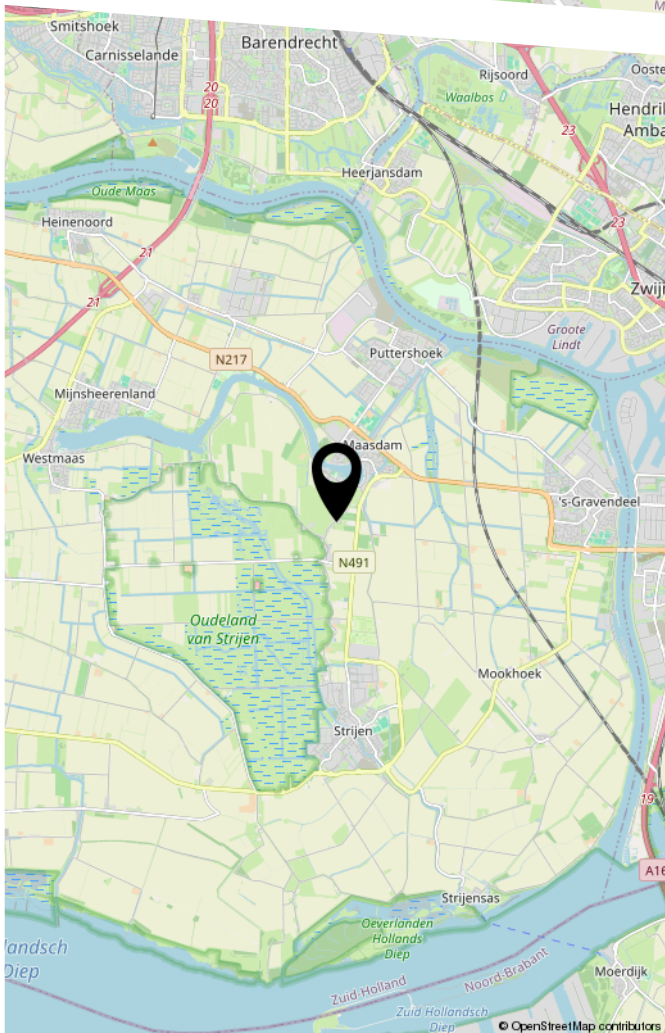 M
Smitshoek
Barendrecht
Carnisselande
Rijsoord
Ooste
20
20
Waalbos
Hendri
Amba
23
Heerjansdam
Oude Maas
Heinenoord
23
21
21
Zwijn
Groote
Lindt
Puttershoek
N217
Mijnsheerenland
Maasdam
Westmaas
's-Gravendeel
N491
Oudeland
van Strijen
Mookhoek
Strijen
19
A16
Strijensas
Oeverlanden
Hollands
Diep
landsch
Diep
Moerdijk
Zuid-Holland
Noord-Brabant
Zuid Hollandsch
Diep
© OpenStreetMap contributors